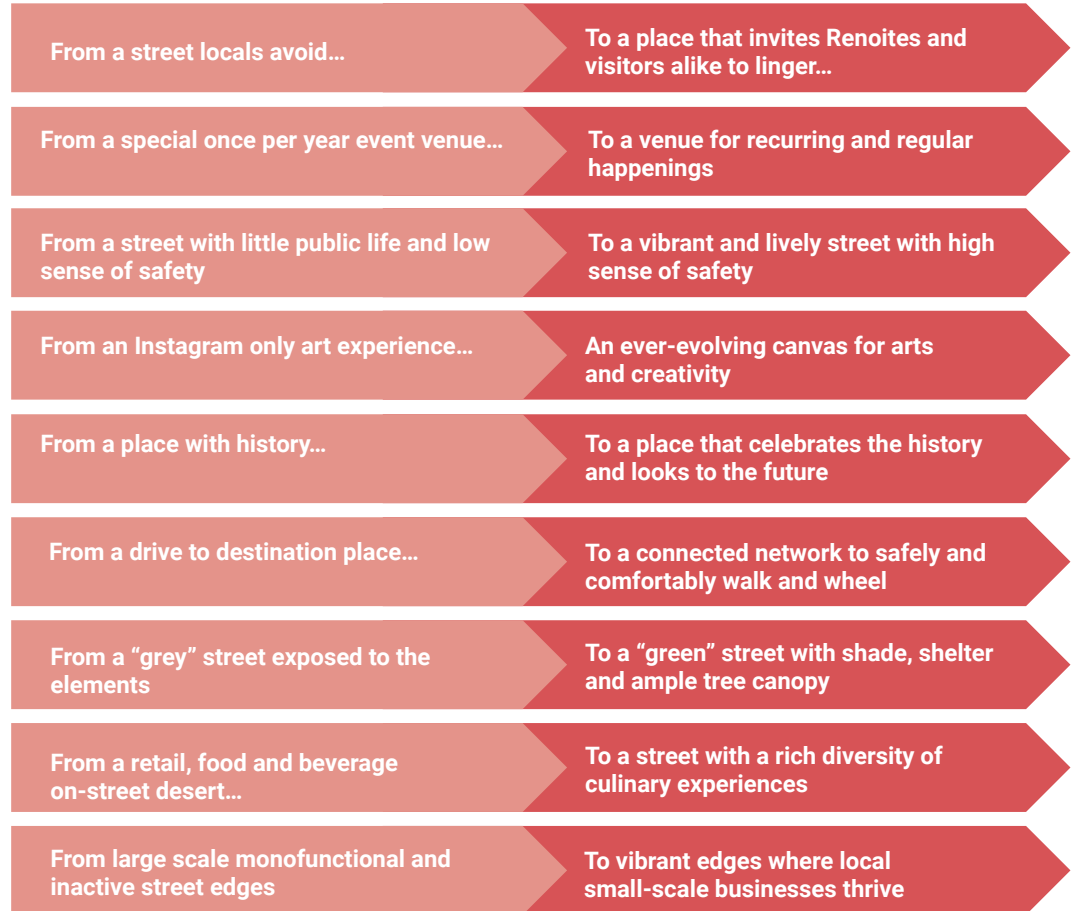 From a street locals avoid…
To a place that invites Renoites and
visitors alike to linger…
From a special once per year event venue…
To a venue for recurring and regular
happenings
From a street with little public life and low
sense of safety
To a vibrant and lively street with high
sense of safety
From an Instagram only art experience…
An ever-evolving canvas for arts
and creativity
From a place with history…
To a place that celebrates the history
and looks to the future
From a drive to destination place…
To a connected network to safely and
comfortably walk and wheel
From a “grey” street exposed to the
elements
To a “green” street with shade, shelter
and ample tree canopy
From a retail, food and beverage
on-street desert…
To a street with a rich diversity of
culinary experiences
From large scale monofunctional and
inactive street edges
To vibrant edges where local
small-scale businesses thrive